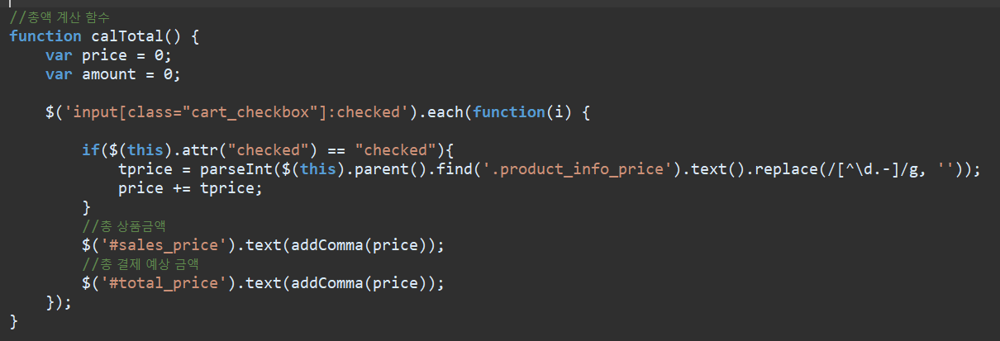 //총액 계산 함수
function calTotal() {
    var price = 0;
    var amount = 0;

    $('input[class="cart_checkbox"]:checked').each(function(i) {

        if($(this).attr("checked") == "checked"){
            tprice = parseInt($(this).parent().find('.product_info_price').text().replace(/[^\d.-]/g, ''));
            price += tprice;
        }
        //총 상품금액
        $('#sales_price').text(addComma(price));
        //총 결제 예상 금액
        $('#total_price').text(addComma(price));
    });
}